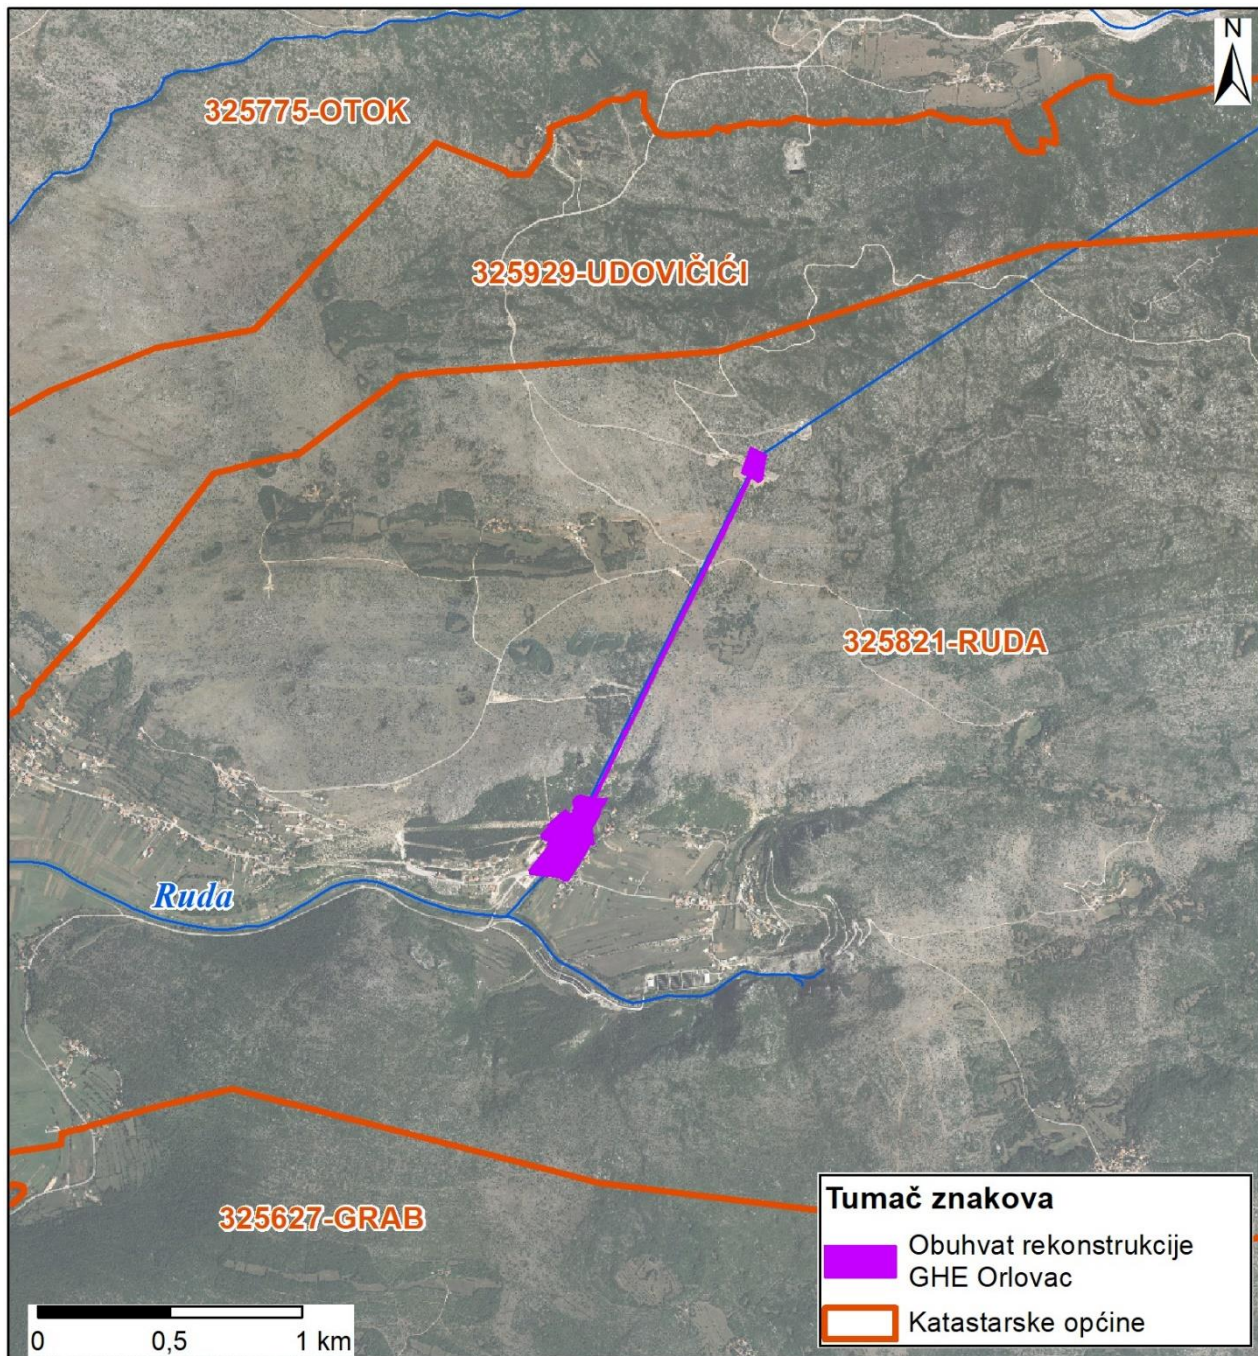 N
325775-OTOK
325929-UDOVIČIĆI
325821-RUDA
Ruda
325627-GRAB
Tumač znakova
Obuhvat rekonstrukcije
GHE Orlovac
Katastarske općine
0 0,5 1 km